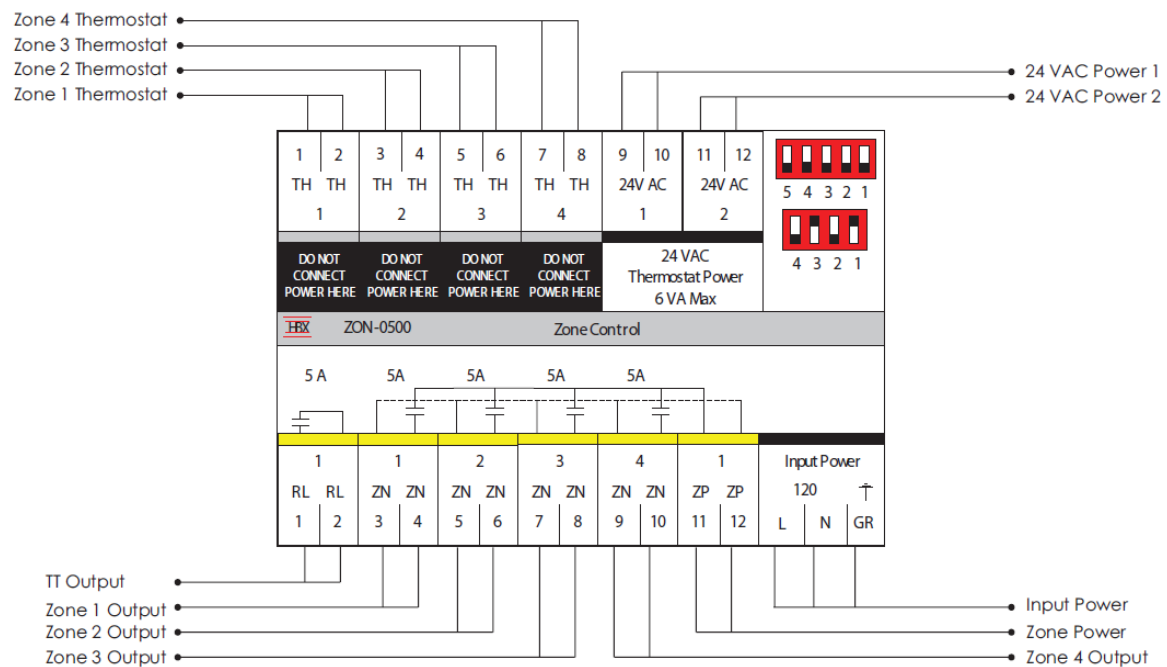 Zone 4 Thermostat
Zone 3 Thermostat
Zone 2 Thermostat
Zone 1 Thermostat
24 VAC Power 1
24 VAC Power 2
1 2 3 4 5 6 7 8 9 10 11 12
TH TH TH TH TH TH TH TH 24V AC 24V AC
1 2 3 4 1 2
5 4 3 2 1
4 3 2 1
DO NOT CONNECT POWER HERE
DO NOT CONNECT POWER HERE
DO NOT CONNECT POWER HERE
DO NOT CONNECT POWER HERE
24 VAC
Thermostat Power
6 VA Max
HBX ZON-0500 Zone Control
5 A 5A 5A 5A 5A
1 1 2 3 4 1 Input Power
RL RL ZN ZN ZN ZN ZN ZN ZN ZN ZP ZP 120
1 2 3 4 5 6 7 8 9 10 11 12 L N GR
TT Output
Zone 1 Output
Zone 2 Output
Zone 3 Output
Input Power
Zone Power
Zone 4 Output